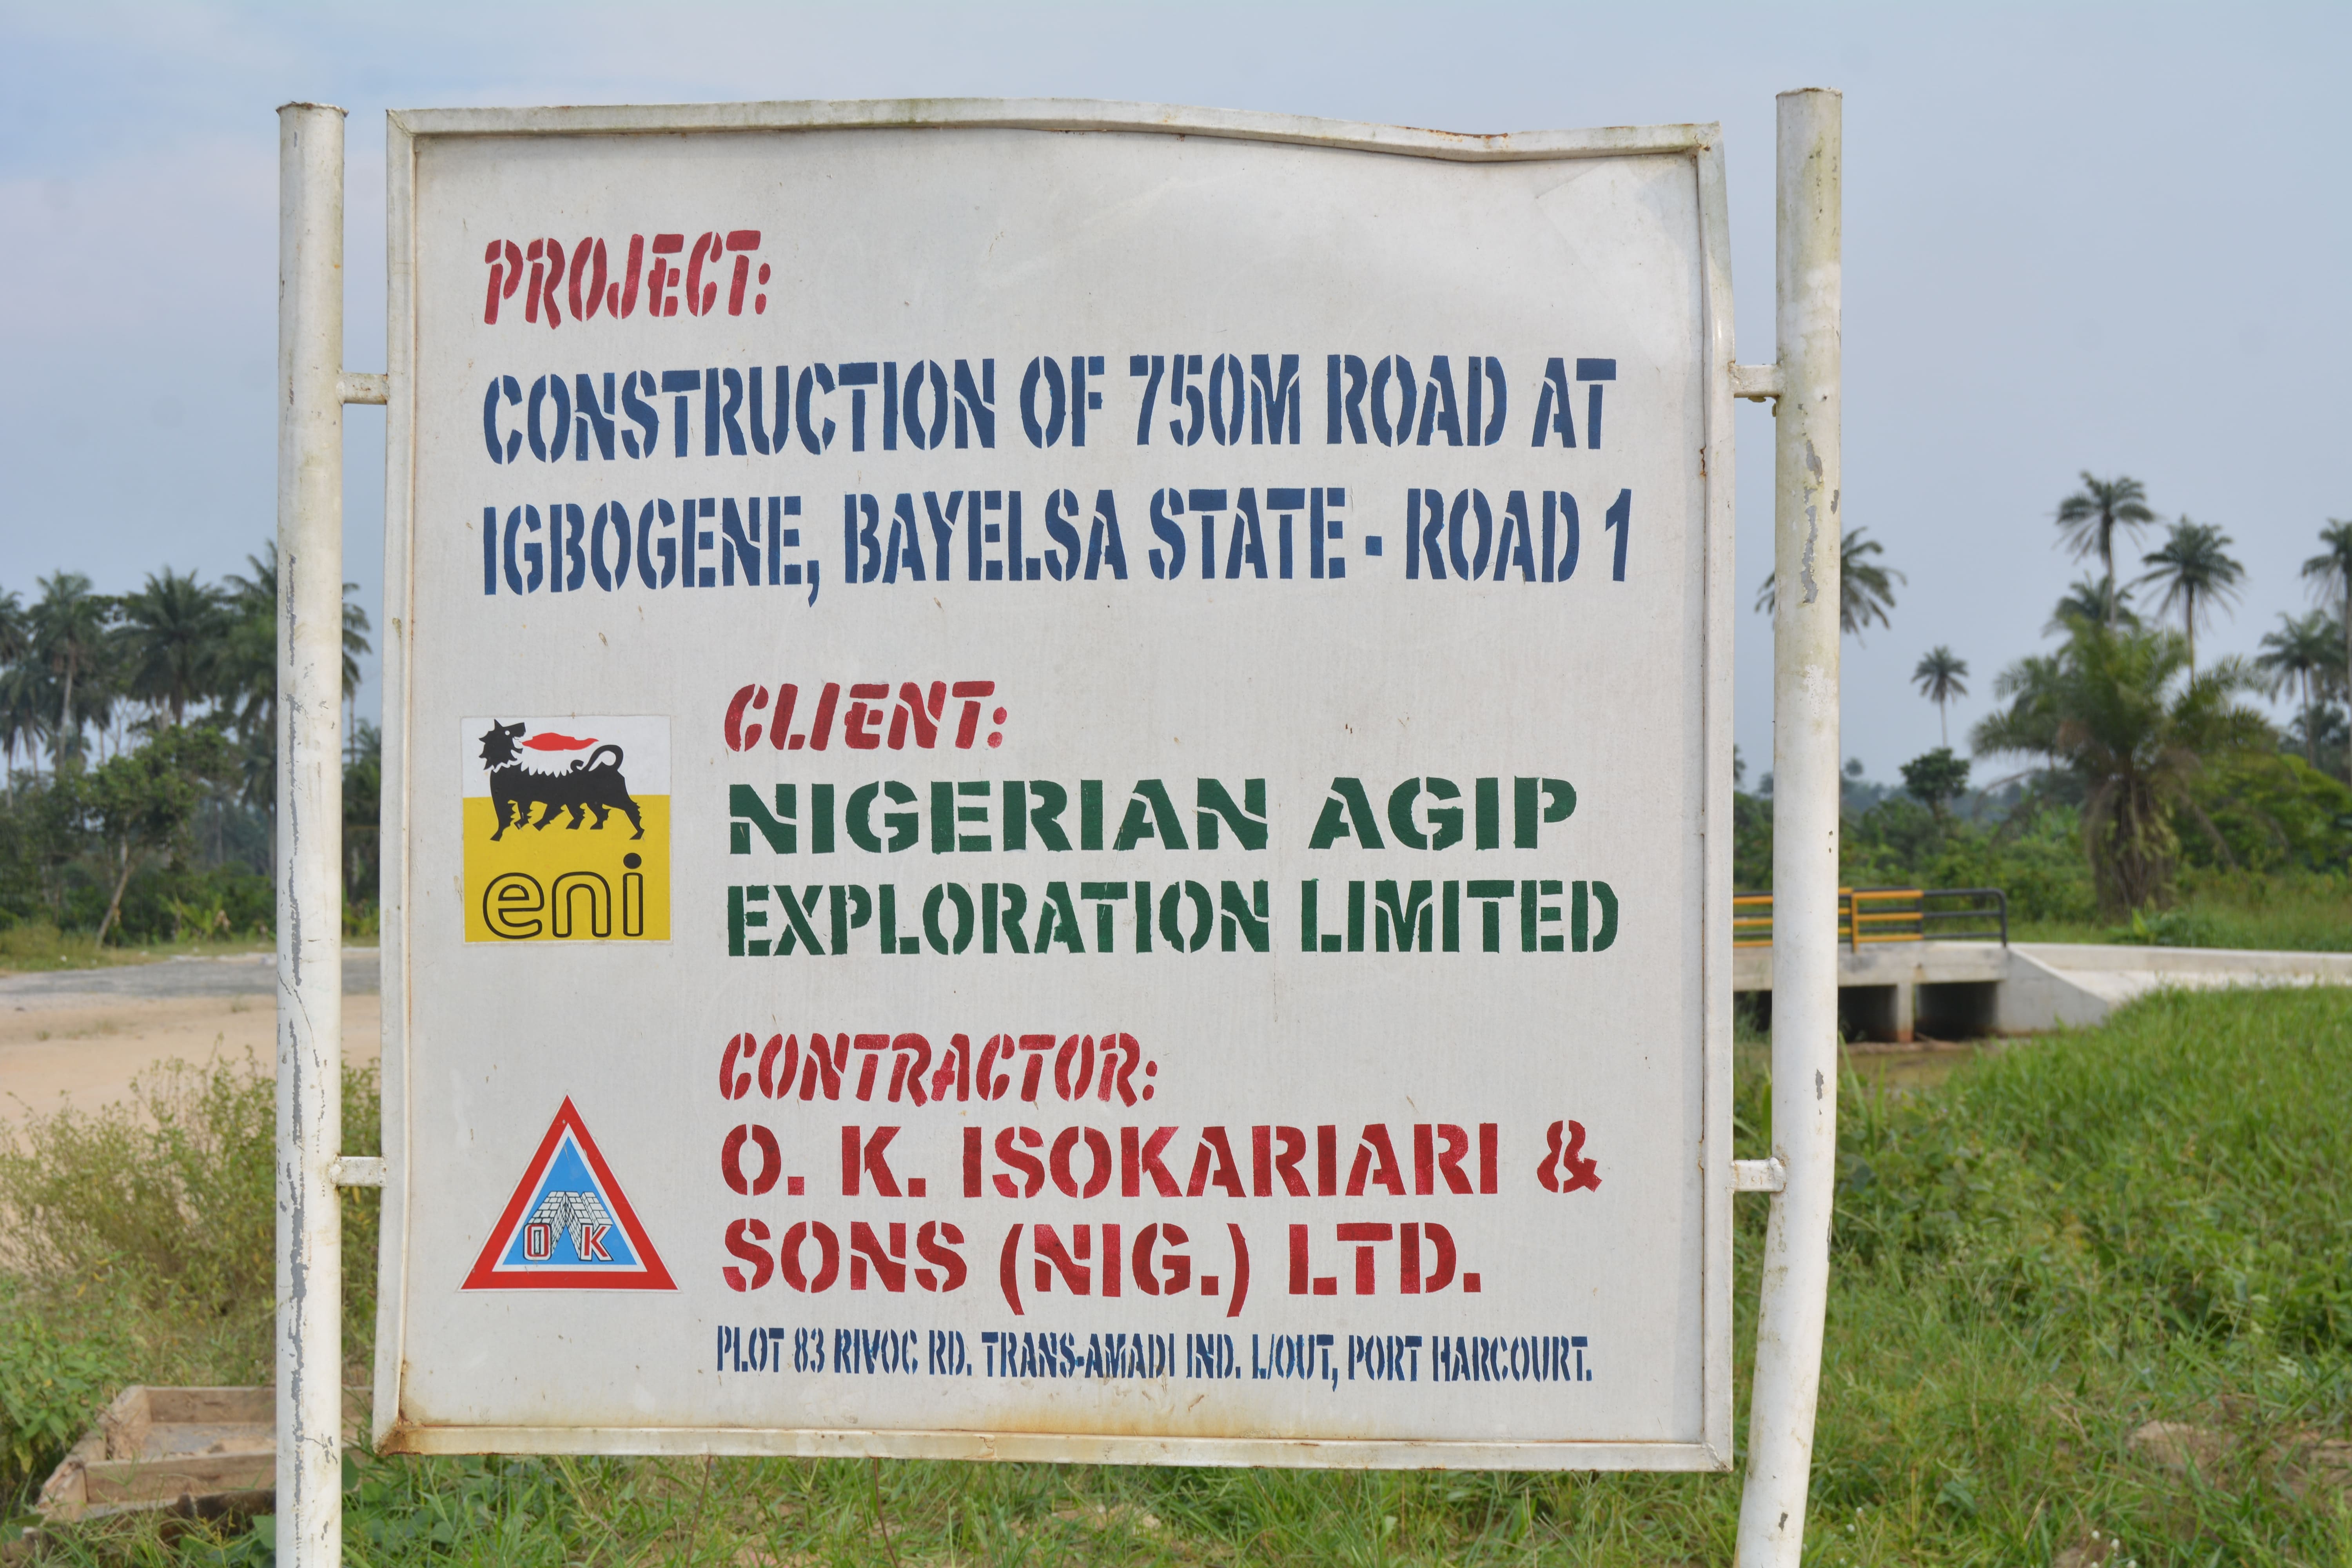 PROJECT:
CONSTRUCTION OF 750M ROAD AT
IGBOGENE, BAYELSA STATE - ROAD 1
CLIENT:
NIGERIAN AGIP
EXPLORATION LIMITED
eni
CONTRACTOR:
O. K. ISOKARIARI &
SONS (NIG.) LTD.
OK
PLOT 83 RIVOC RD. TRANS-AMADI IND. L/OUT, PORT HARCOURT.